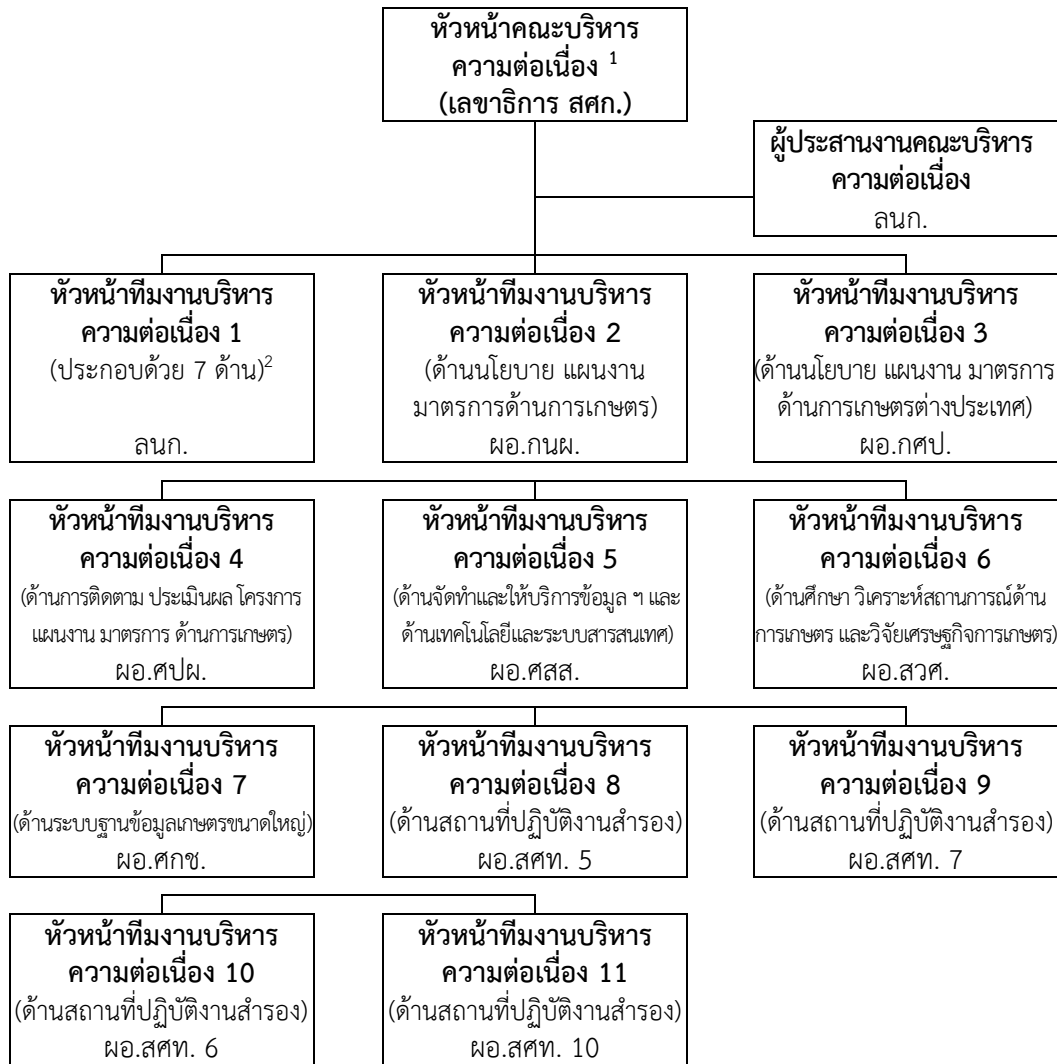 หัวหน้าคณะบริหาร
ความต่อเนื่อง 1
(เลขาธิการ สศก.)
ผู้ประสานงานคณะบริหาร
ความต่อเนื่อง
ลนก.
หัวหน้าทีมงานบริหาร
ความต่อเนื่อง 1
(ประกอบด้วย 7 ด้าน)2
ลนก.
หัวหน้าทีมงานบริหาร
ความต่อเนื่อง 2
(ด้านนโยบาย แผนงาน
มาตรการด้านการเกษตร)
ผอ.กนผ.
หัวหน้าทีมงานบริหาร
ความต่อเนื่อง 3
(ด้านนโยบาย แผนงาน มาตรการ
ด้านการเกษตรต่างประเทศ)
ผอ.กศป.
หัวหน้าทีมงานบริหาร
ความต่อเนื่อง 4
(ด้านการติดตาม ประเมินผล โครงการ
แผนงาน มาตรการ ด้านการเกษตร)
ผอ.ศปผ.
หัวหน้าทีมงานบริหาร
ความต่อเนื่อง 5
(ด้านจัดทำและให้บริการข้อมูล ฯ และ
ด้านเทคโนโลยีและระบบสารสนเทศ)
ผอ.ศสส.
หัวหน้าทีมงานบริหาร
ความต่อเนื่อง 6
(ด้านศึกษา วิเคราะห์สถานการณ์ด้าน
การเกษตร และวิจัยเศรษฐกิจการเกษตร)
ผอ.สวศ.
หัวหน้าทีมงานบริหาร
ความต่อเนื่อง 7
(ด้านระบบฐานข้อมูลเกษตรขนาดใหญ่)
ผอ.ศกช.
หัวหน้าทีมงานบริหาร
ความต่อเนื่อง 8
(ด้านสถานที่ปฏิบัติงานสำรอง)
ผอ.สศท. 5
หัวหน้าทีมงานบริหาร
ความต่อเนื่อง 9
(ด้านสถานที่ปฏิบัติงานสำรอง)
ผอ.สศท. 7
หัวหน้าทีมงานบริหาร
ความต่อเนื่อง 10
(ด้านสถานที่ปฏิบัติงานสำรอง)
ผอ.สศท. 6
หัวหน้าทีมงานบริหาร
ความต่อเนื่อง 11
(ด้านสถานที่ปฏิบัติงานสำรอง)
ผอ.สศท. 10